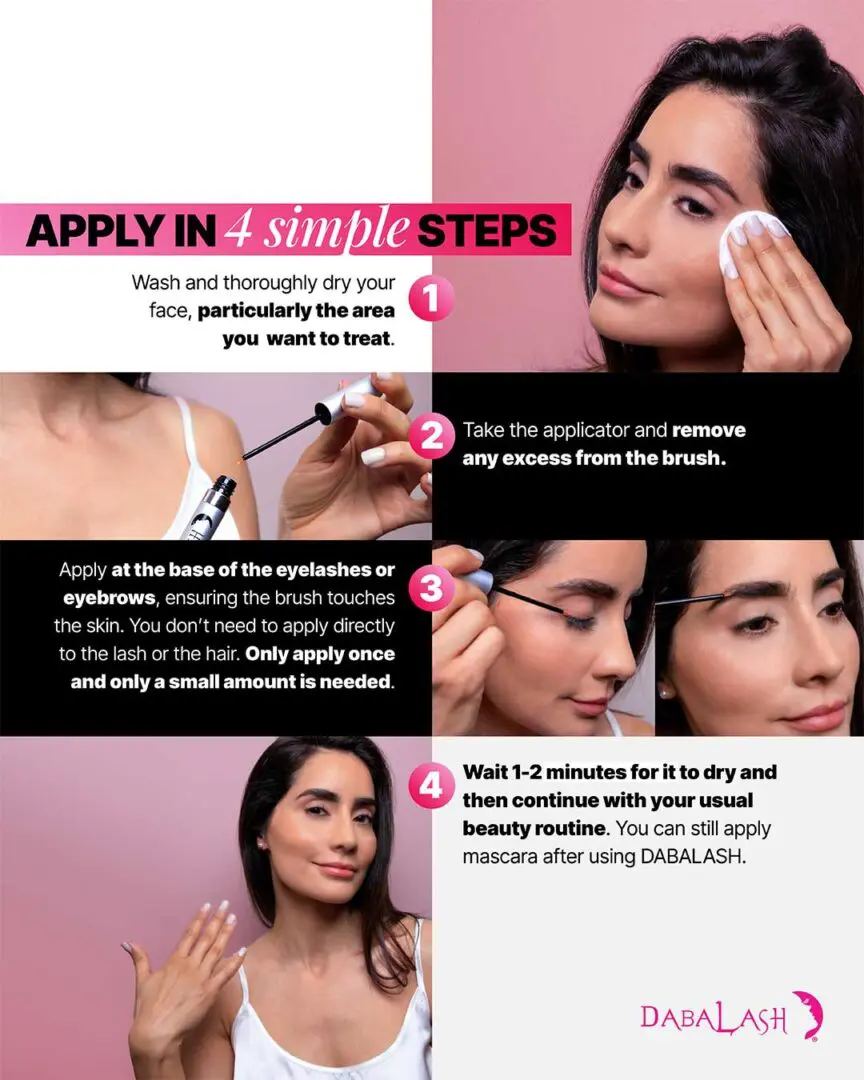 APPLY IN 4 simple STEPS
Wash and thoroughly dry your
face, particularly the area
you want to treat.
1
2
Take the applicator and remove
any excess from the brush.
Apply at the base of the eyelashes or
eyebrows, ensuring the brush touches
the skin. You don’t need to apply directly
to the lash or the hair. Only apply once
and only a small amount is needed.
3
4
Wait 1-2 minutes for it to dry and
then continue with your usual
beauty routine. You can still apply
mascara after using DABALASH.
DABALASH
®